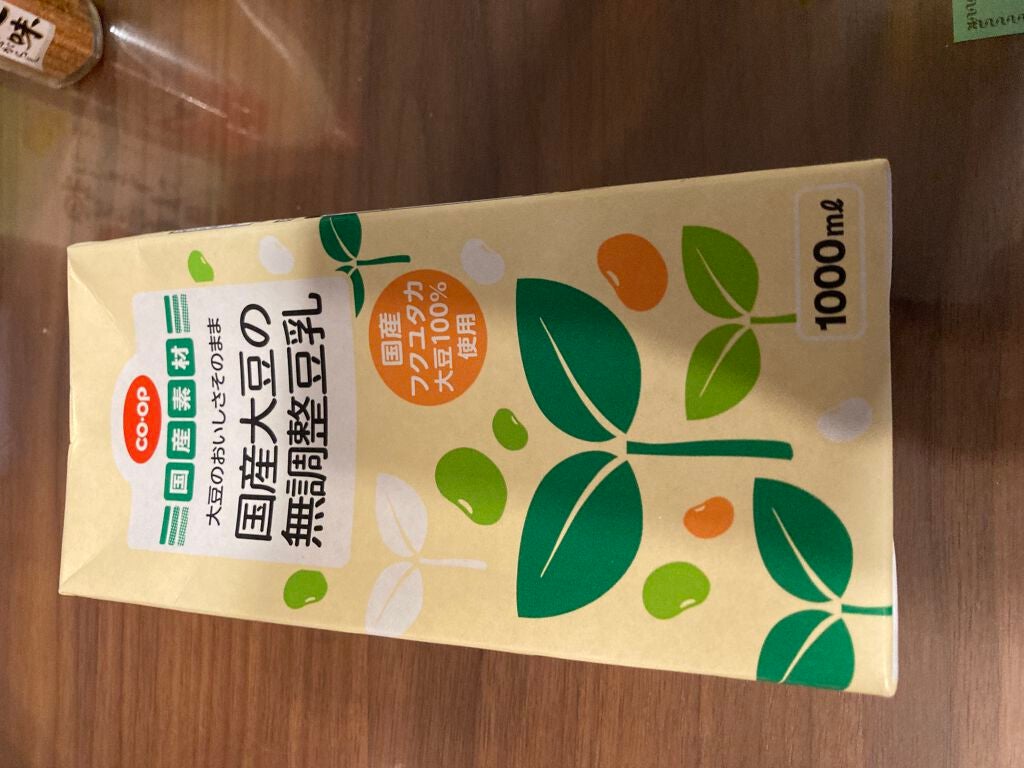 co·op
国産素材
大豆のおいしさそのまま
国産大豆の
無調整豆乳
国産
フクユタカ
大豆100%
使用
1000mℓ
一味